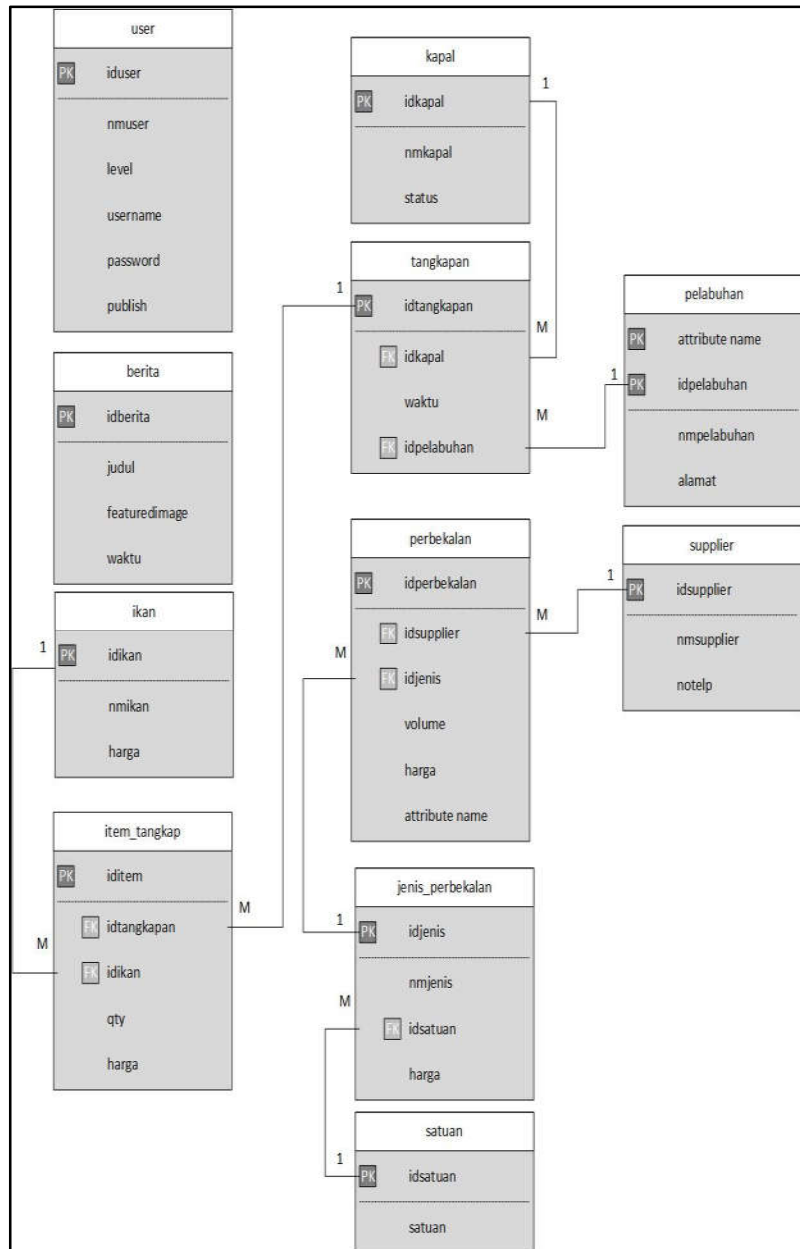 user
PK iduser
nmuser
level
username
password
publish
berita
PK idberita
judul
featuredimage
waktu
ikan
1
PK idikan
nmikan
harga
item_tangkap
PK iditem
FK idtangkapan
M
M
FK idikan
qty
harga
kapal
1
PK idkapal
nmkapal
status
tangkapan
1
PK idtangkapan
M
FK idkapal
waktu
M
FK idpelabuhan
pelabuhan
PK attribute name
1
PK idpelabuhan
nmpelabuhan
alamat
perbekalan
PK idperbekalan
M
FK idsupplier
M
FK idjenis
volume
harga
attribute name
supplier
1
PK idsupplier
nmsupplier
notelp
jenis_perbekalan
1
PK idjenis
nmjenis
M
FK idsatuan
harga
satuan
1
PK idsatuan
satuan